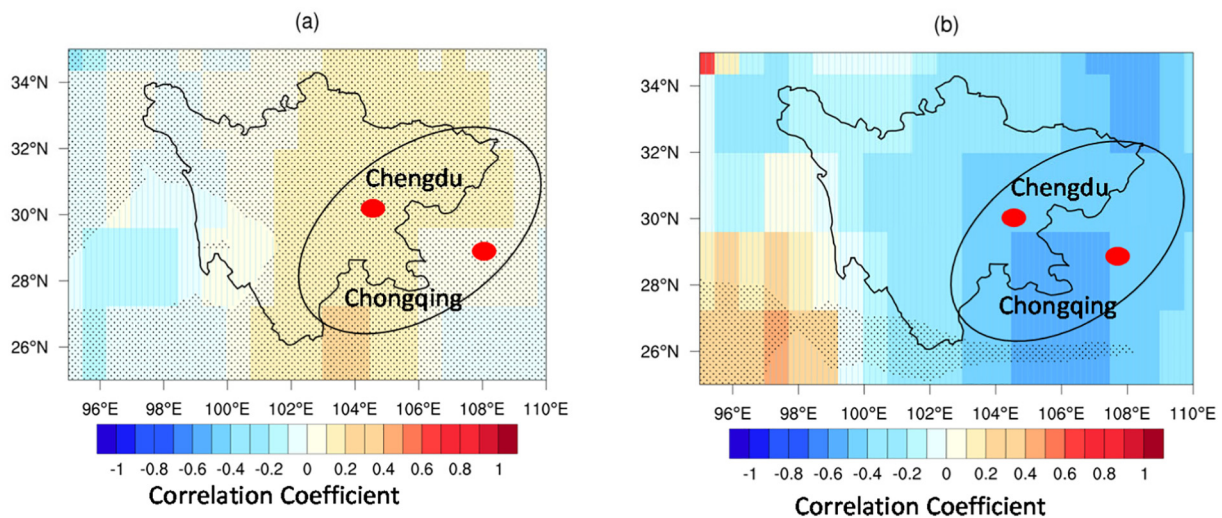 (a)
34°N
32°N
30°N
28°N
26°N
Chengdu
Chongqing
96°E 98°E 100°E 102°E 104°E 106°E 108°E 110°E
-1 -0.8 -0.6 -0.4 -0.2 0 0.2 0.4 0.6 0.8 1
Correlation Coefficient
(b)
34°N
32°N
30°N
28°N
26°N
Chengdu
Chongqing
96°E 98°E 100°E 102°E 104°E 106°E 108°E 110°E
-1 -0.8 -0.6 -0.4 -0.2 0 0.2 0.4 0.6 0.8 1
Correlation Coefficient